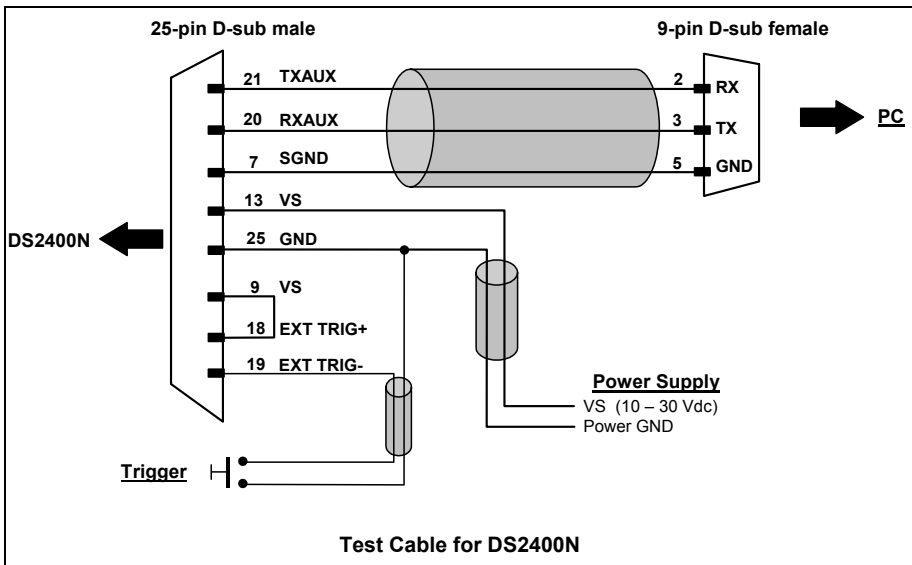 25-pin D-sub male
9-pin D-sub female
21 TXAUX
2 RX
20 RXAUX
3 TX
PC
7 SGND
5 GND
13 VS
DS2400N
25 GND
9 VS
18 EXT TRIG+
19 EXT TRIG-
Power Supply
VS (10 – 30 Vdc)
Power GND
Trigger
Test Cable for DS2400N